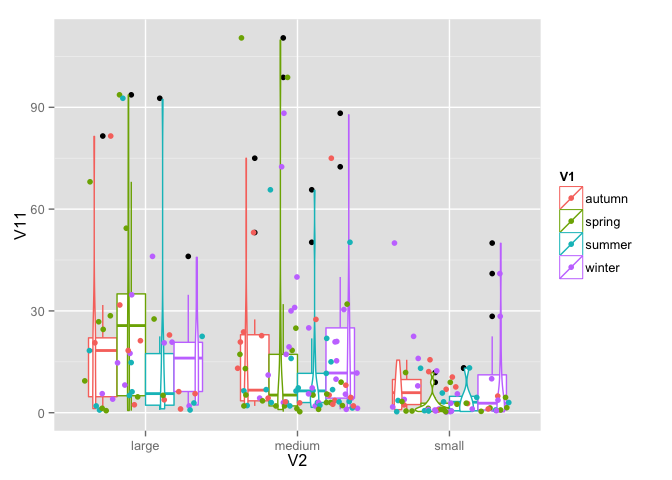 90
60
30
0
V11
large medium small
V2
V1
autumn
spring
summer
winter